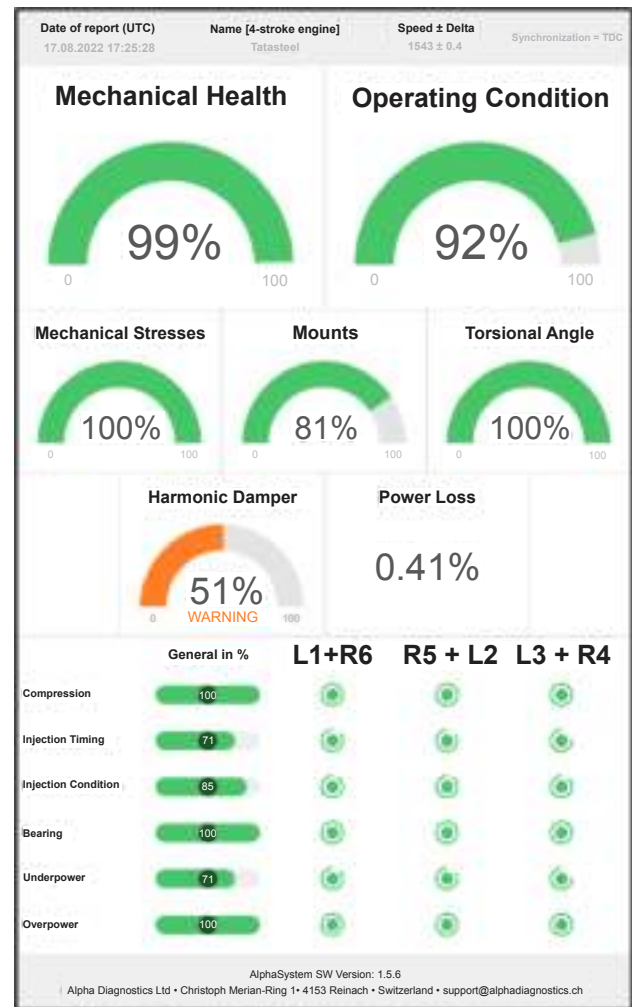 Date of report (UTC) Name [4-stroke engine] Speed ± Delta
17.08.2022 17:25:28 Tatasteel 1543 ± 0.4 Synchronization = TDC
Mechanical Health Operating Condition
99% 92%
0 100 0 100
Mechanical Stresses Mounts Torsional Angle
100% 81% 100%
0 100 0 100 0 100
Harmonic Damper Power Loss
51% 0.41%
WARNING
0 100
General in % L1+R6 R5 + L2 L3 + R4
Compression 100
Injection Timing 71
Injection Condition 85
Bearing 100
Underpower 71
Overpower 100
AlphaSystem SW Version: 1.5.6
Alpha Diagnostics Ltd • Christoph Merian-Ring 1• 4153 Reinach • Switzerland • support@alphadiagnostics.ch